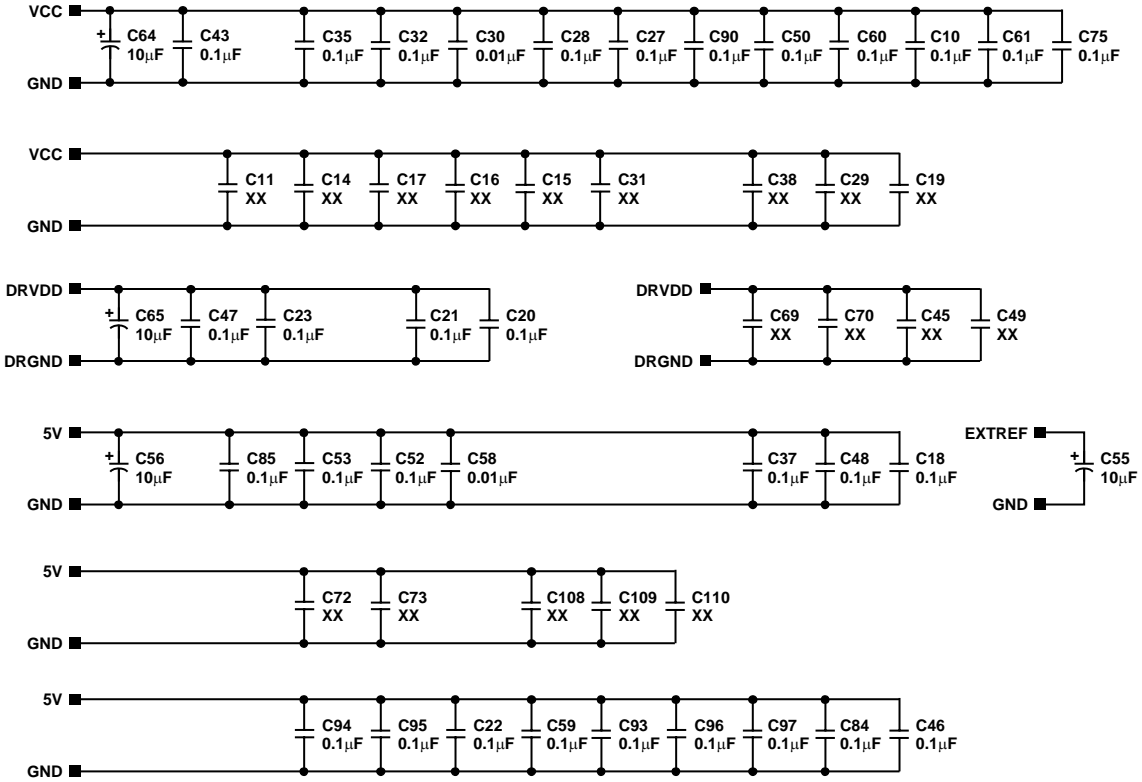 VCC
+ C64 C43 C35 C32 C30 C28 C27 C90 C50 C60 C10 C61 C75
10µF 0.1µF 0.1µF 0.1µF 0.01µF 0.1µF 0.1µF 0.1µF 0.1µF 0.1µF 0.1µF 0.1µF 0.1µF
GND
VCC
C11 C14 C17 C16 C15 C31 C38 C29 C19
XX XX XX XX XX XX XX XX XX
GND
DRVDD DRVDD
+ C65 C47 C23 C21 C20 C69 C70 C45 C49
10µF 0.1µF 0.1µF 0.1µF 0.1µF XX XX XX XX
DRGND DRGND
5V EXTREF
+ C56 C85 C53 C52 C58 C37 C48 C18 + C55
10µF 0.1µF 0.1µF 0.1µF 0.01µF 0.1µF 0.1µF 0.1µF 10µF
GND GND
5V
C72 C73 C108 C109 C110
XX XX XX XX XX
GND
5V
C94 C95 C22 C59 C93 C96 C97 C84 C46
0.1µF 0.1µF 0.1µF 0.1µF 0.1µF 0.1µF 0.1µF 0.1µF 0.1µF
GND